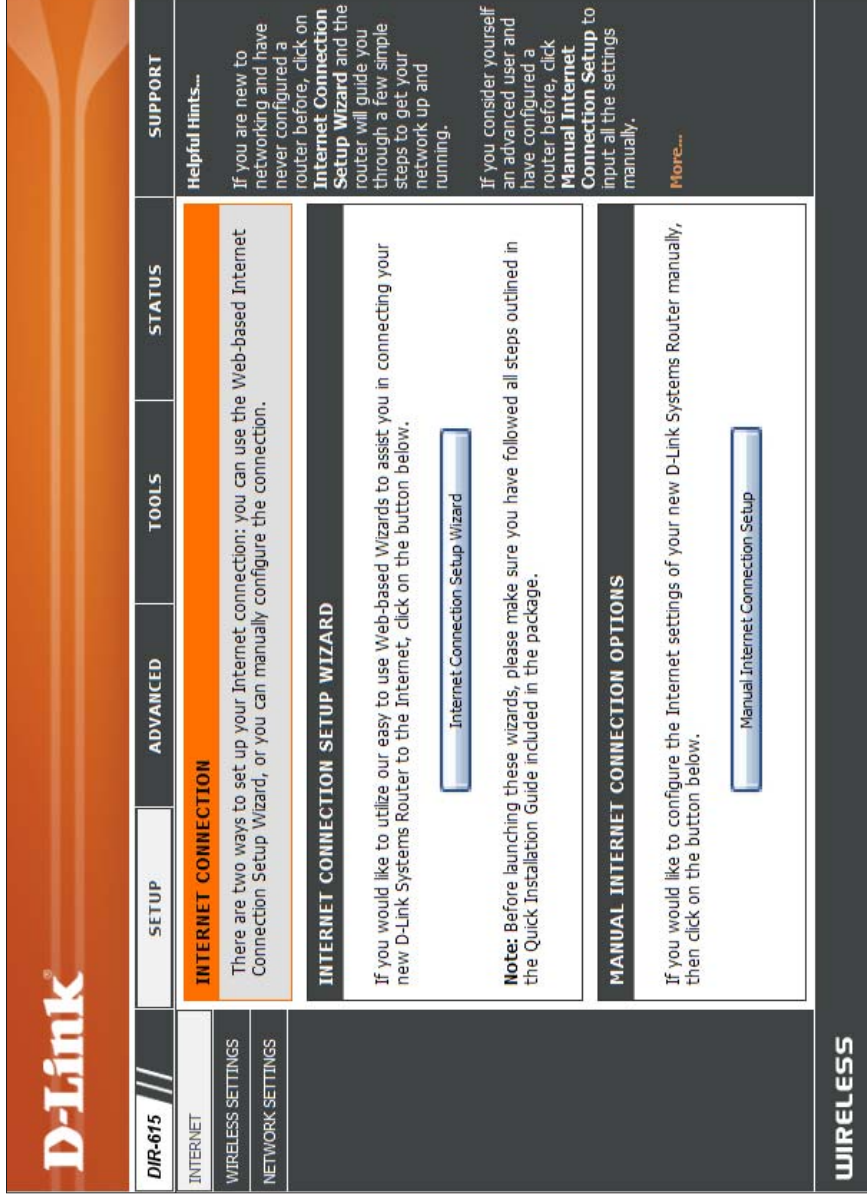 D-Link®
DIR-615
SETUP
ADVANCED
TOOLS
STATUS
SUPPORT
INTERNET
WIRELESS SETTINGS
NETWORK SETTINGS
INTERNET CONNECTION
There are two ways to set up your Internet connection: you can use the Web-based Internet
Connection Setup Wizard, or you can manually configure the connection.
INTERNET CONNECTION SETUP WIZARD
If you would like to utilize our easy to use Web-based Wizards to assist you in connecting your
new D-Link Systems Router to the Internet, click on the button below.
Internet Connection Setup Wizard
Note: Before launching these wizards, please make sure you have followed all steps outlined in
the Quick Installation Guide included in the package.
MANUAL INTERNET CONNECTION OPTIONS
If you would like to configure the Internet settings of your new D-Link Systems Router manually,
then click on the button below.
Manual Internet Connection Setup
Helpful Hints...
If you are new to
networking and have
never configured a
router before, click on
Internet Connection
Setup Wizard and the
router will guide you
through a few simple
steps to get your
network up and
running.
If you consider yourself
an advanced user and
have configured a
router before, click
Manual Internet
Connection Setup to
input all the settings
manually.
More...
WIRELESS